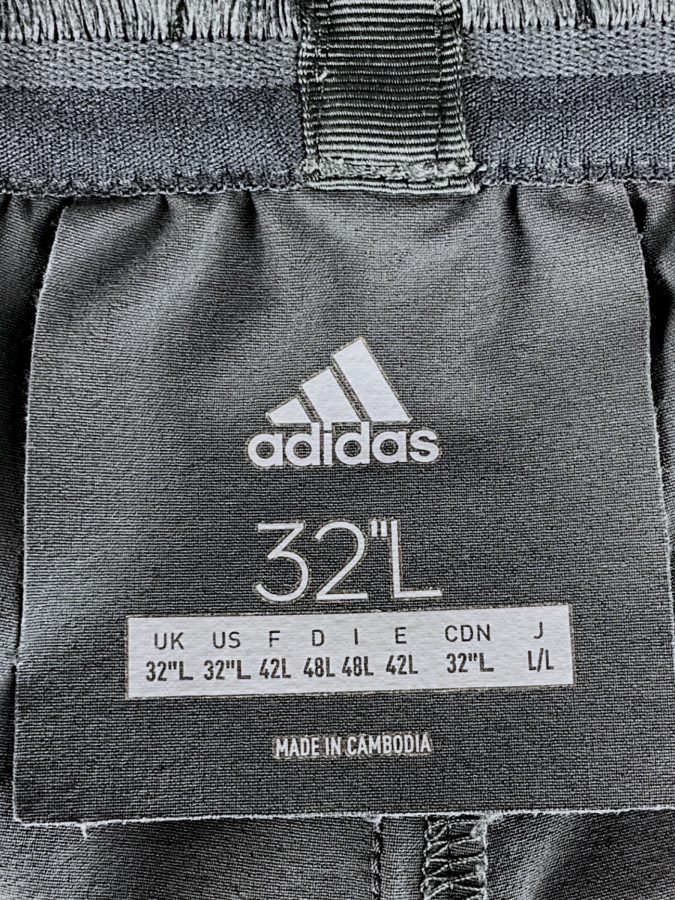 adidas
32"L
UK US F D I E CDN J
32"L 32"L 42L 48L 48L 42L 32"L L/L
MADE IN CAMBODIA